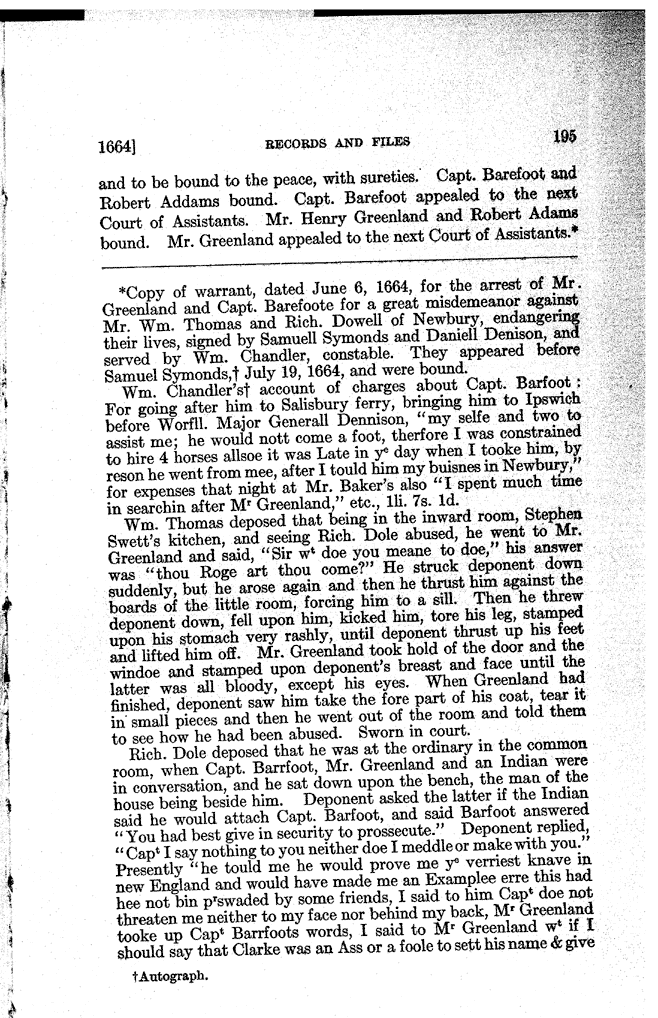 1664] RECORDS AND FILES 195
and to be bound to the peace, with sureties. Capt. Barefoot and
Robert Addams bound. Capt. Barefoot appealed to the next
Court of Assistants. Mr. Henry Greenland and Robert Adams
bound. Mr. Greenland appealed to the next Court of Assistants.*
*Copy of warrant, dated June 6, 1664, for the arrest of Mr.
Greenland and Capt. Barefoote for a great misdemeanor against
Mr. Wm. Thomas and Rich. Dowell of Newbury, endangering
their lives, signed by Samuell Symonds and Daniell Denison, and
served by Wm. Chandler, constable. They appeared before
Samuel Symonds,† July 19, 1664, and were bound.
Wm. Chandler's† account of charges about Capt. Barfoot:
For going after him to Salisbury ferry, bringing him to Ipswich
before Worfll. Major Generall Dennison, "my selfe and two to
assist me; he would nott come a foot, therfore I was constrained
to hire 4 horses allsoe it was Late in yᵉ day when I tooke him, by
reson he went from mee, after I tould him my buisnes in Newbury,"
for expenses that night at Mr. Baker's also "I spent much time
in searchin after Mʳ Greenland," etc., 1li. 7s. 1d.
Wm. Thomas deposed that being in the inward room, Stephen
Swett's kitchen, and seeing Rich. Dole abused, he went to Mr.
Greenland and said, "Sir wᵗ doe you meane to doe," his answer
was "thou Roge art thou come?" He struck deponent down
suddenly, but he arose again and then he thrust him against the
boards of the little room, forcing him to a sill. Then he threw
deponent down, fell upon him, kicked him, tore his leg, stamped
upon his stomach very rashly, until deponent thrust up his feet
and lifted him off. Mr. Greenland took hold of the door and the
windoe and stamped upon deponent's breast and face until the
latter was all bloody, except his eyes. When Greenland had
finished, deponent saw him take the fore part of his coat, tear it
in small pieces and then he went out of the room and told them
to see how he had been abused. Sworn in court.
Rich. Dole deposed that he was at the ordinary in the common
room, when Capt. Barrfoot, Mr. Greenland and an Indian were
in conversation, and he sat down upon the bench, the man of the
house being beside him. Deponent asked the latter if the Indian
said he would attach Capt. Barfoot, and said Barfoot answered
"You had best give in security to prossecute." Deponent replied,
"Capᵗ I say nothing to you neither doe I meddle or make with you."
Presently "he tould me he would prove me yᵉ verriest knave in
new England and would have made me an Examplee erre this had
hee not bin pʳswaded by some friends, I said to him Capᵗ doe not
threaten me neither to my face nor behind my back, Mʳ Greenland
tooke up Capᵗ Barrfoots words, I said to Mʳ Greenland wᵗ if I
should say that Clarke was an Ass or a foole to sett his name & give
†Autograph.